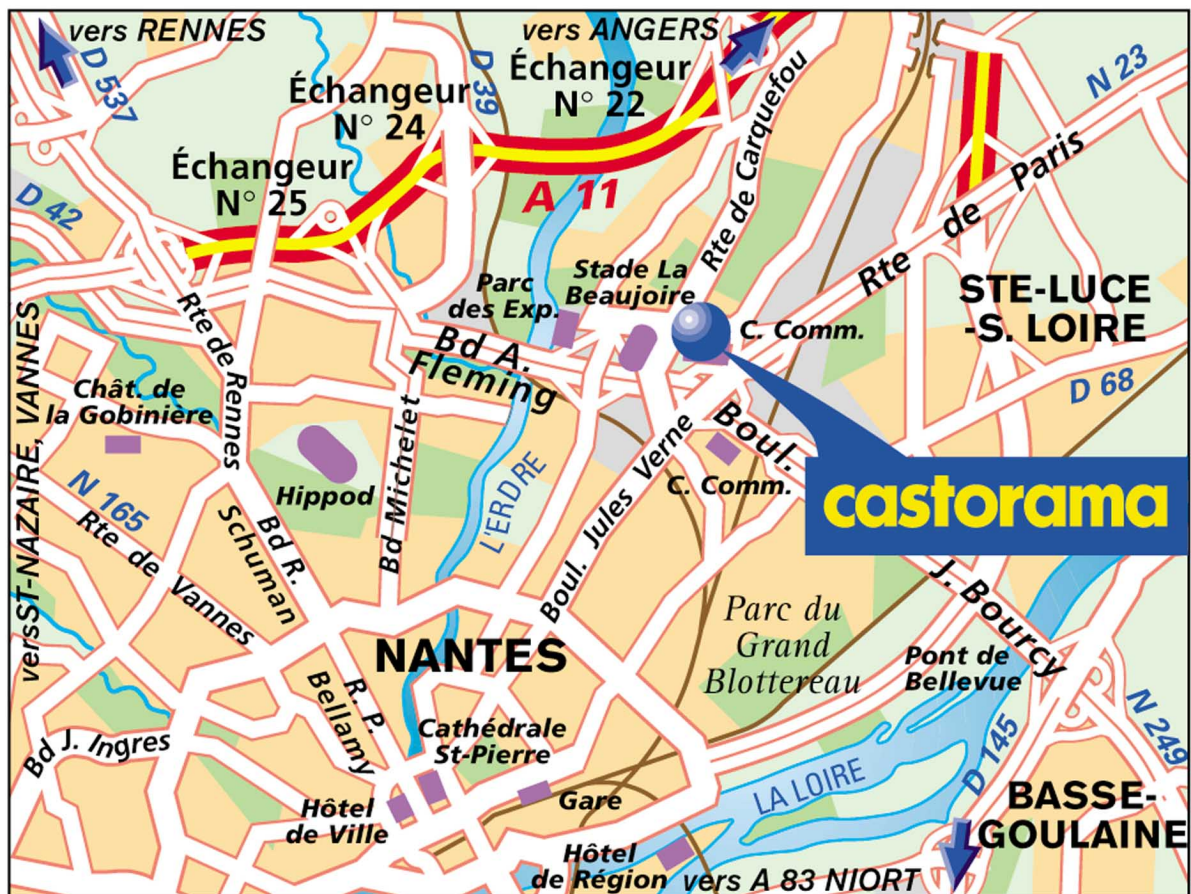 vers RENNES
vers ANGERS
D 537
D 39
Échangeur
N° 24
Échangeur
N° 22
N 23
Échangeur
N° 25
A 11
Rte de Carquefou
Rte de Paris
D 42
Parc
des Exp.
Stade La
Beaujoire
C. Comm.
STE-LUCE
-S. LOIRE
Bd A.
Fleming
D 68
Rte de Rennes
Chât. de
la Gobinière
vers ST-NAZAIRE, VANNES
Bd Michelet
Hippod
L'ERDRE
Boul. Jules Verne
C. Comm.
Boul.
castorama
J. Bourcy
N 165
Rte de Vannes
Bd R.
Schuman
NANTES
Parc du
Grand
Blottereau
Pont de
Bellevue
R. P.
Bellamy
Bd J. Ingres
Cathédrale
St-Pierre
Hôtel
de Ville
Gare
LA LOIRE
D 145
N 249
BASSE-
GOULAINE
Hôtel
de Région
vers A 83 NIORT